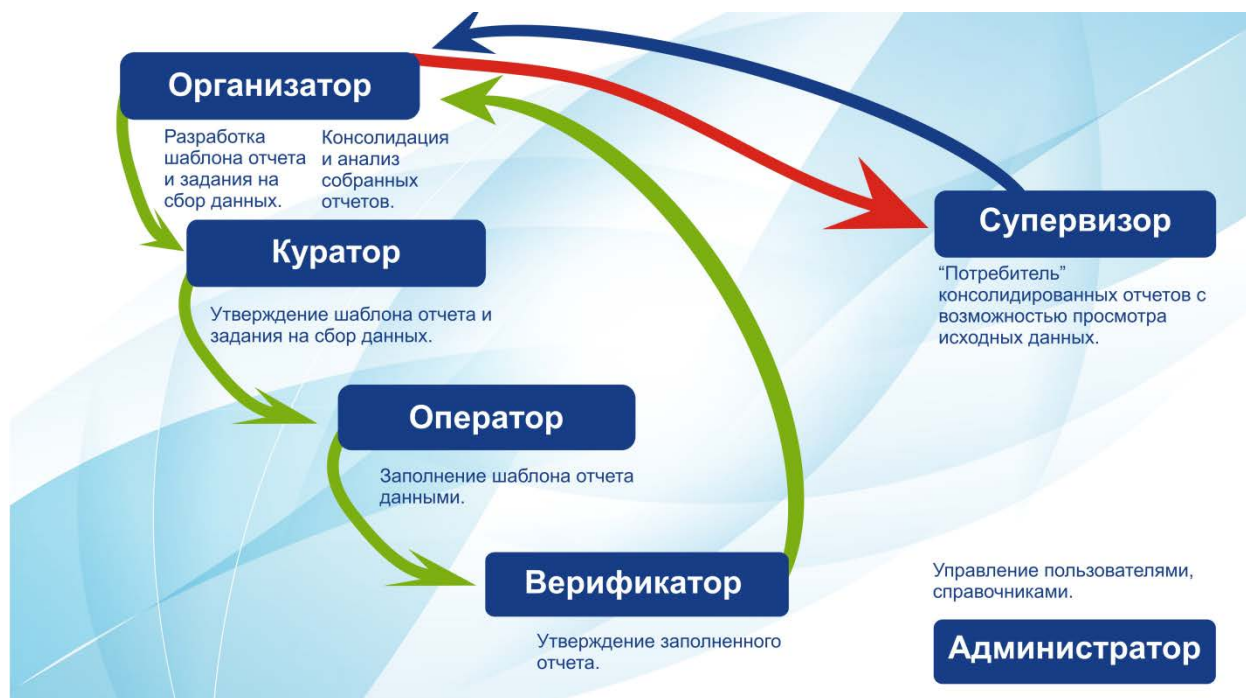 Организатор
Разработка
шаблона отчета
и задания на
сбор данных.
Консолидация
и анализ
собранных
отчетов.
Куратор
Утверждение шаблона отчета и
задания на сбор данных.
Супервизор
“Потребитель”
консолидированных отчетов с
возможностью просмотра
исходных данных.
Оператор
Заполнение шаблона отчета
данными.
Верификатор
Утверждение заполненного
отчета.
Управление пользователями,
справочниками.
Администратор